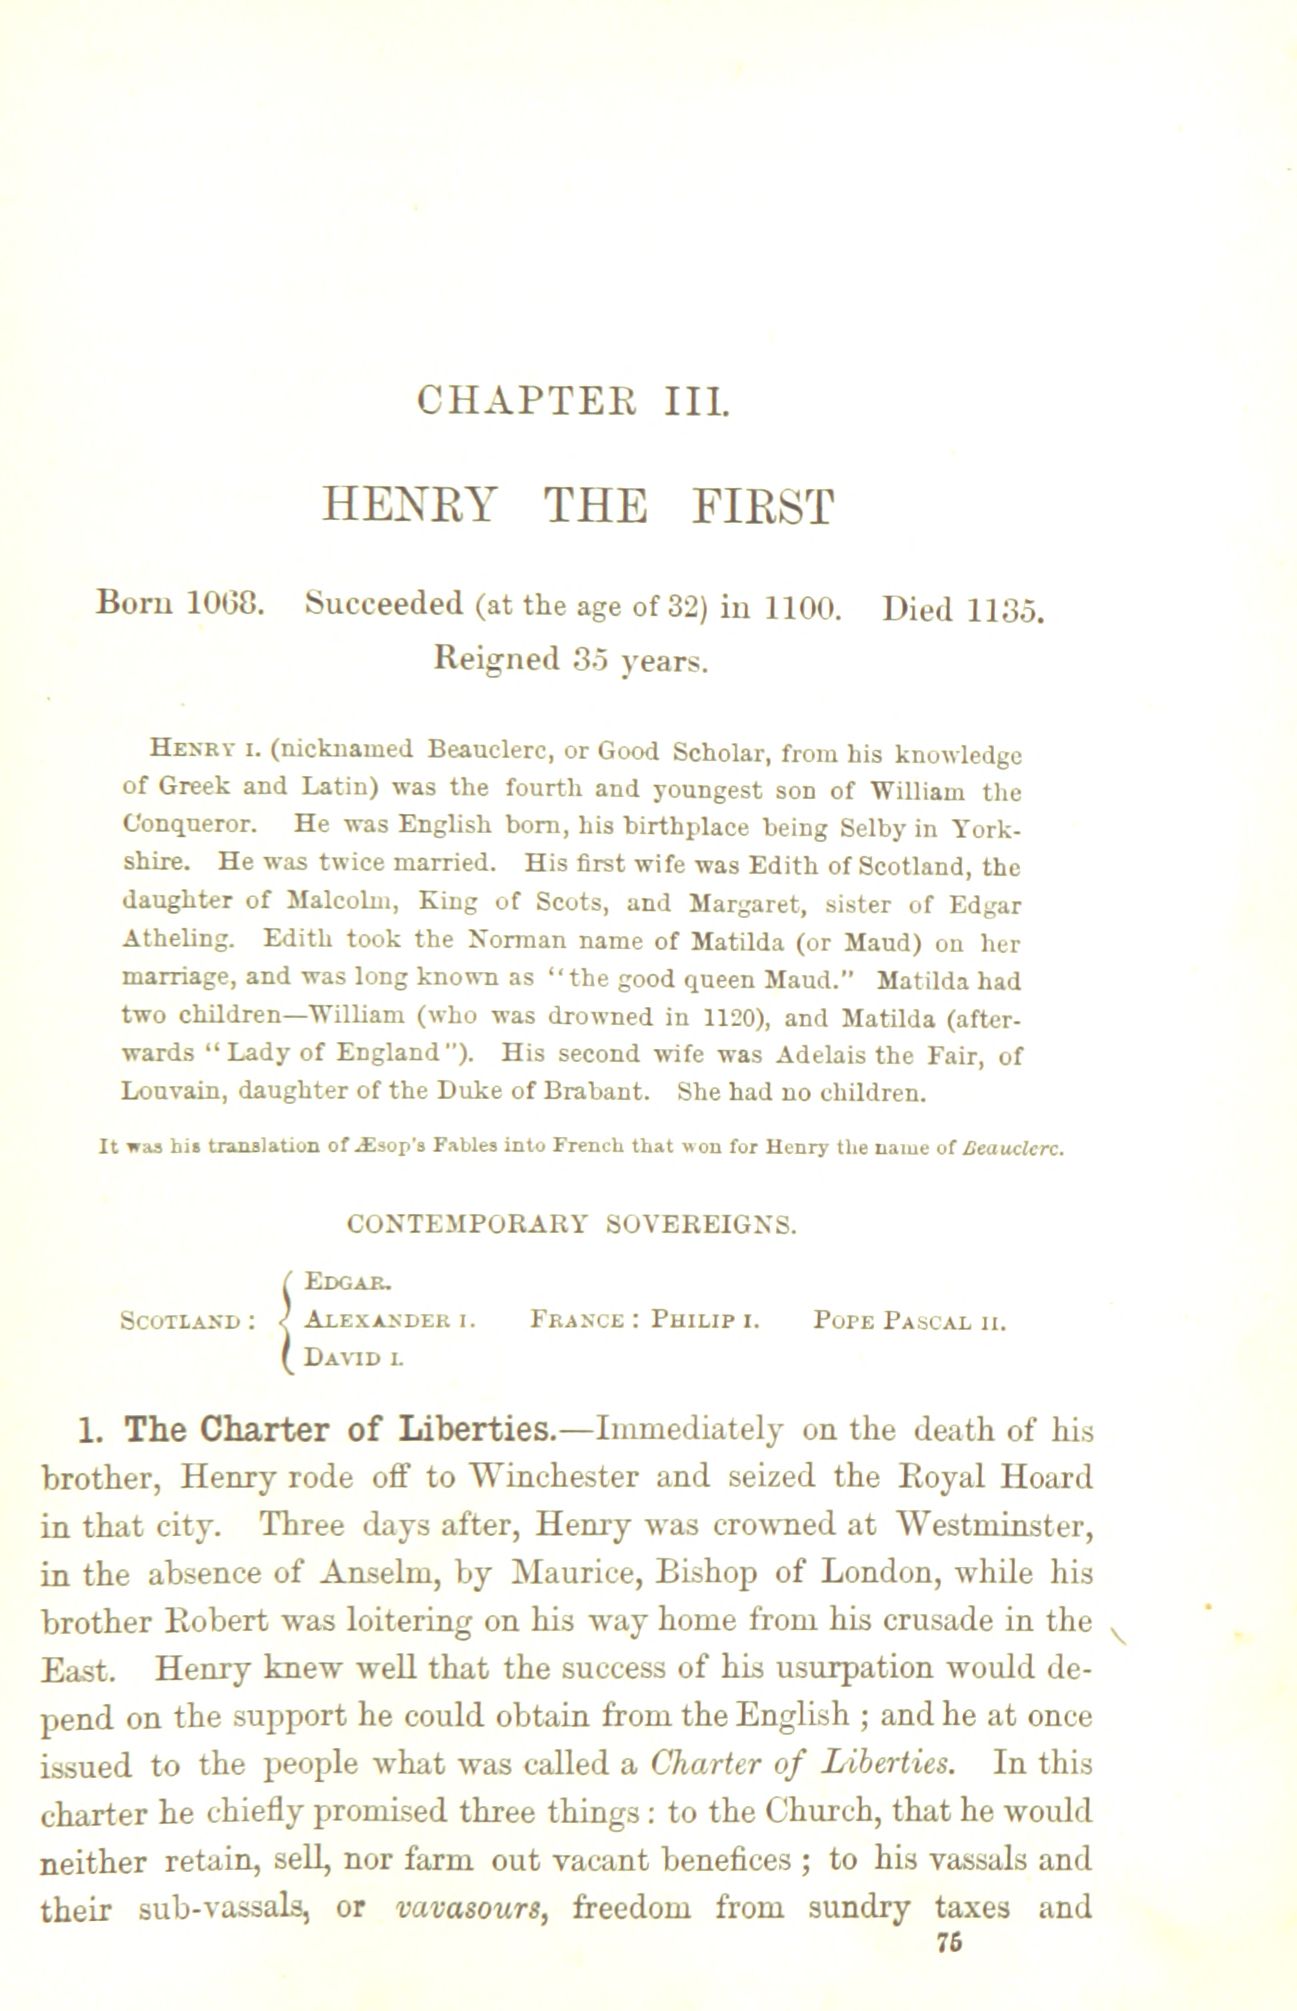 CHAPTER III.
HENRY THE FIRST
Born 1068. Succeeded (at the age of 32) in 1100. Died 1135.
Reigned 35 years.
HENRY I. (nicknamed Beauclerc, or Good Scholar, from his knowledge
of Greek and Latin) was the fourth and youngest son of William the
Conqueror. He was English born, his birthplace being Selby in York-
shire. He was twice married. His first wife was Edith of Scotland, the
daughter of Malcolm, King of Scots, and Margaret, sister of Edgar
Atheling. Edith took the Norman name of Matilda (or Maud) on her
marriage, and was long known as “the good queen Maud.” Matilda had
two children—William (who was drowned in 1120), and Matilda (after-
wards “Lady of England”). His second wife was Adelais the Fair, of
Louvain, daughter of the Duke of Brabant. She had no children.
It was his translation of Æsop's Fables into French that won for Henry the name of Beauclerc.
CONTEMPORARY SOVEREIGNS.
EDGAR.
SCOTLAND: { ALEXANDER I. FRANCE: PHILIP I. POPE PASCAL II.
DAVID I.
1. The Charter of Liberties.—Immediately on the death of his
brother, Henry rode off to Winchester and seized the Royal Hoard
in that city. Three days after, Henry was crowned at Westminster,
in the absence of Anselm, by Maurice, Bishop of London, while his
brother Robert was loitering on his way home from his crusade in the
East. Henry knew well that the success of his usurpation would de-
pend on the support he could obtain from the English; and he at once
issued to the people what was called a Charter of Liberties. In this
charter he chiefly promised three things: to the Church, that he would
neither retain, sell, nor farm out vacant benefices; to his vassals and
their sub-vassals, or vavasours, freedom from sundry taxes and
75